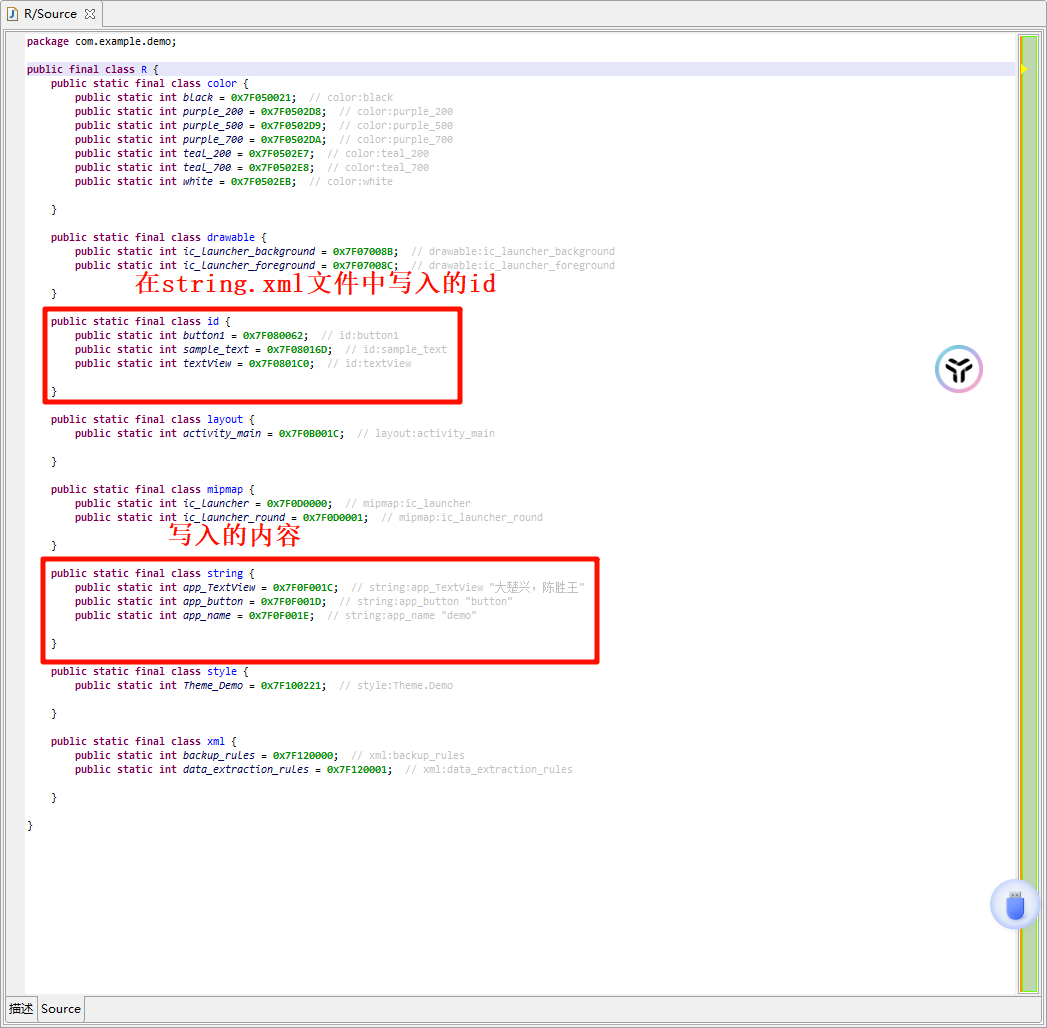 R/Source
package com.example.demo;
public final class R {
public static final class color {
public static int black = 0x7F050021;  // color:black
public static int purple_200 = 0x7F0502D8;  // color:purple_200
public static int purple_500 = 0x7F0502D9;  // color:purple_500
public static int purple_700 = 0x7F0502DA;  // color:purple_700
public static int teal_200 = 0x7F0502E7;  // color:teal_200
public static int teal_700 = 0x7F0502E8;  // color:teal_700
public static int white = 0x7F0502EB;  // color:white
}
public static final class drawable {
public static int ic_launcher_background = 0x7F07008B;  // drawable:ic_launcher_background
public static int ic_launcher_foreground = 0x7F07008C;  // drawable:ic_launcher_foreground
在string.xml文件中写入的id
}
public static final class id {
public static int button1 = 0x7F080062;  // id:button1
public static int sample_text = 0x7F08016D;  // id:sample_text
public static int textView = 0x7F0801C0;  // id:textView
}
public static final class layout {
public static int activity_main = 0x7F0B001C;  // layout:activity_main
}
public static final class mipmap {
public static int ic_launcher = 0x7F0D0000;  // mipmap:ic_launcher
public static int ic_launcher_round = 0x7F0D0001;  // mipmap:ic_launcher_round
写入的内容
}
public static final class string {
public static int app_TextView = 0x7F0F001C;  // string:app_TextView "大楚兴，陈胜王"
public static int app_button = 0x7F0F001D;  // string:app_button "button"
public static int app_name = 0x7F0F001E;  // string:app_name "demo"
}
public static final class style {
public static int Theme_Demo = 0x7F100221;  // style:Theme.Demo
}
public static final class xml {
public static int backup_rules = 0x7F120000;  // xml:backup_rules
public static int data_extraction_rules = 0x7F120001;  // xml:data_extraction_rules
}
}
描述 Source